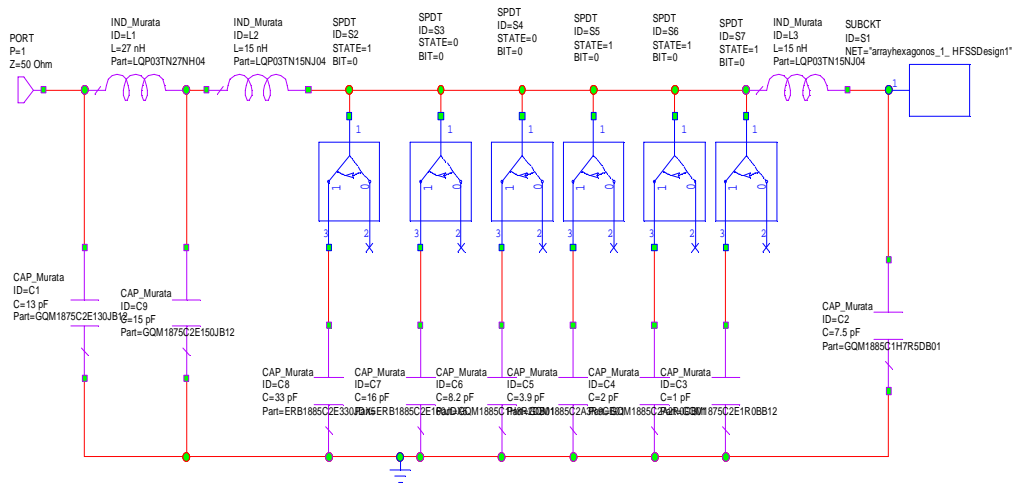 PORT
P=1
Z=50 Ohm
IND_Murata
ID=L1
L=27 nH
Part=LQP03TN27NH04
IND_Murata
ID=L2
L=15 nH
Part=LQP03TN15NJ04
SPDT
ID=S2
STATE=1
BIT=0
SPDT
ID=S3
STATE=0
BIT=0
SPDT
ID=S4
STATE=0
BIT=0
SPDT
ID=S5
STATE=1
BIT=0
SPDT
ID=S6
STATE=1
BIT=0
SPDT
ID=S7
STATE=1
BIT=0
IND_Murata
ID=L3
L=15 nH
Part=LQP03TN15NJ04
SUBCKT
ID=S1
NET="arrayhexagonos_1_ HFSSDesign1"
1
1
1
1
1
1
1
1 0
1 0
1 0
1 0
1 0
1 0
3 2
3 2
3 2
3 2
3 2
3 2
CAP_Murata
ID=C1
C=13 pF
Part=GQM1875C2E130JB12
CAP_Murata
ID=C9
C=15 pF
Part=GQM1875C2E150JB12
CAP_Murata
ID=C2
C=7.5 pF
Part=GQM1885C1H7R5DB01
CAP_Murata
ID=C8
C=33 pF
CAP_Murata
ID=C7
C=16 pF
CAP_Murata
ID=C6
C=8.2 pF
CAP_Murata
ID=C5
C=3.9 pF
CAP_Murata
ID=C4
C=2 pF
CAP_Murata
ID=C3
C=1 pF